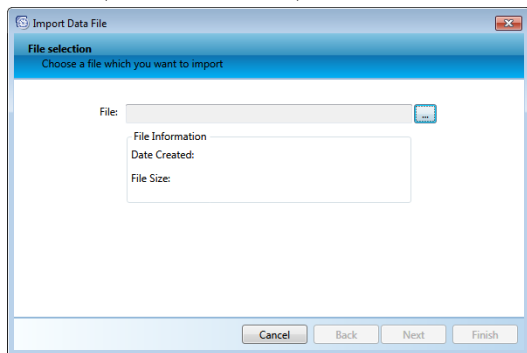 Import Data File
File selection
Choose a file which you want to import
File:
...
File Information
Date Created:
File Size:
Cancel Back Next Finish